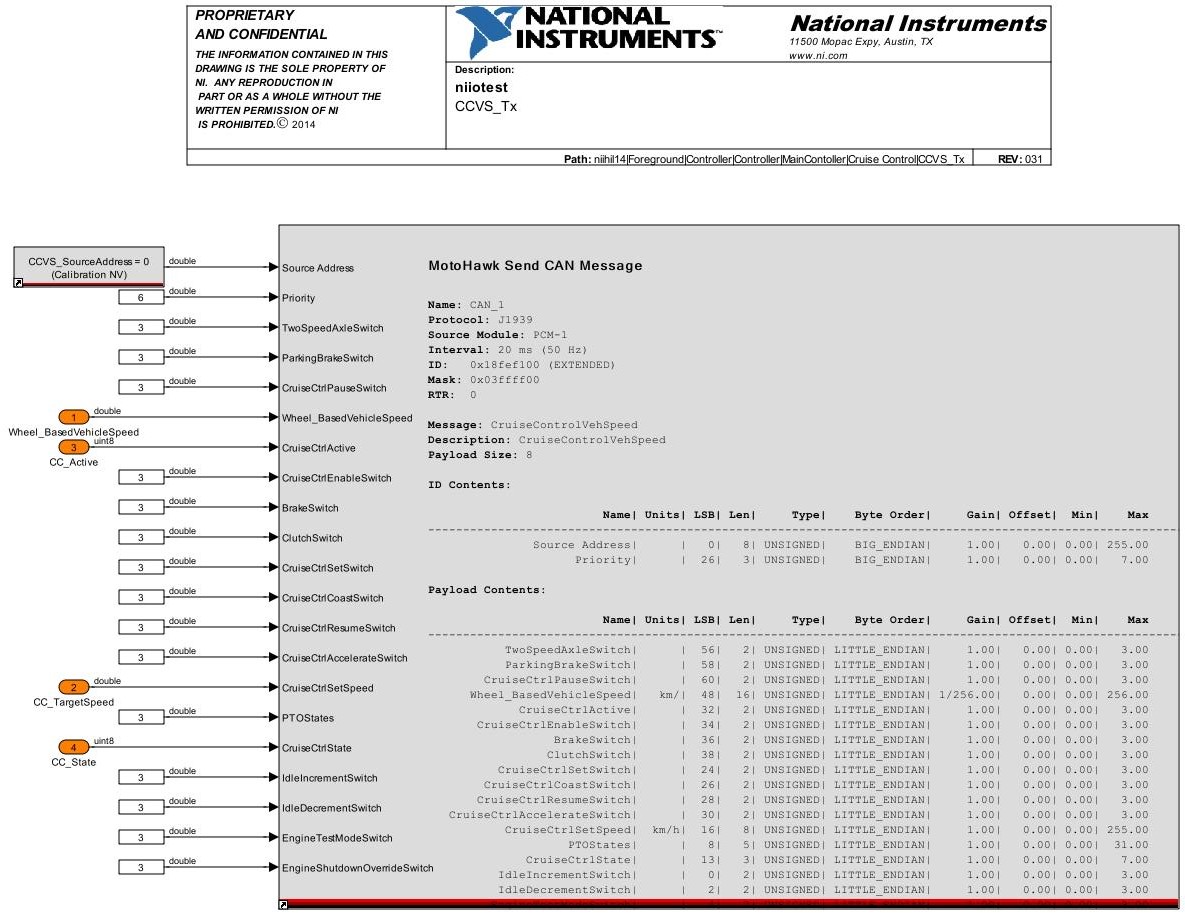 PROPRIETARY
AND CONFIDENTIAL
THE INFORMATION CONTAINED IN THIS
DRAWING IS THE SOLE PROPERTY OF
NI. ANY REPRODUCTION IN
PART OR AS A WHOLE WITHOUT THE
WRITTEN PERMISSION OF NI
IS PROHIBITED.© 2014
NATIONAL
INSTRUMENTS™
National Instruments
11500 Mopac Expy, Austin, TX
www.ni.com
Description:
niiotest
CCVS_Tx
Path: niihil14|Foreground|Controller|Controller|MainContoller|Cruise Control|CCVS_Tx
REV: 031
CCVS_SourceAddress = 0
(Calibration NV)
double
Source Address
6 double Priority
3 double TwoSpeedAxleSwitch
3 double ParkingBrakeSwitch
3 double CruiseCtrlPauseSwitch
1 double Wheel_BasedVehicleSpeed
Wheel_BasedVehicleSpeed
3 uint8 CruiseCtrlActive
CC_Active
3 double CruiseCtrlEnableSwitch
3 double BrakeSwitch
3 double ClutchSwitch
3 double CruiseCtrlSetSwitch
3 double CruiseCtrlCoastSwitch
3 double CruiseCtrlResumeSwitch
3 double CruiseCtrlAccelerateSwitch
2 double CruiseCtrlSetSpeed
CC_TargetSpeed
3 double PTOStates
4 uint8 CruiseCtrlState
CC_State
3 double IdleIncrementSwitch
3 double IdleDecrementSwitch
3 double EngineTestModeSwitch
3 double EngineShutdownOverrideSwitch
MotoHawk Send CAN Message
Name: CAN_1
Protocol: J1939
Source Module: PCM-1
Interval: 20 ms (50 Hz)
ID: 0x18fef100 (EXTENDED)
Mask: 0x03ffff00
RTR: 0
Message: CruiseControlVehSpeed
Description: CruiseControlVehSpeed
Payload Size: 8
ID Contents:
Name| Units| LSB| Len| Type| Byte Order| Gain| Offset| Min| Max
Source Address| | 0| 8| UNSIGNED| BIG_ENDIAN| 1.00| 0.00| 0.00| 255.00
Priority| | 26| 3| UNSIGNED| BIG_ENDIAN| 1.00| 0.00| 0.00| 7.00
Payload Contents:
Name| Units| LSB| Len| Type| Byte Order| Gain| Offset| Min| Max
TwoSpeedAxleSwitch| | 56| 2| UNSIGNED| LITTLE_ENDIAN| 1.00| 0.00| 0.00| 3.00
ParkingBrakeSwitch| | 58| 2| UNSIGNED| LITTLE_ENDIAN| 1.00| 0.00| 0.00| 3.00
CruiseCtrlPauseSwitch| | 60| 2| UNSIGNED| LITTLE_ENDIAN| 1.00| 0.00| 0.00| 3.00
Wheel_BasedVehicleSpeed| km/| 48| 16| UNSIGNED| LITTLE_ENDIAN| 1/256.00| 0.00| 0.00| 256.00
CruiseCtrlActive| | 32| 2| UNSIGNED| LITTLE_ENDIAN| 1.00| 0.00| 0.00| 3.00
CruiseCtrlEnableSwitch| | 34| 2| UNSIGNED| LITTLE_ENDIAN| 1.00| 0.00| 0.00| 3.00
BrakeSwitch| | 36| 2| UNSIGNED| LITTLE_ENDIAN| 1.00| 0.00| 0.00| 3.00
ClutchSwitch| | 38| 2| UNSIGNED| LITTLE_ENDIAN| 1.00| 0.00| 0.00| 3.00
CruiseCtrlSetSwitch| | 24| 2| UNSIGNED| LITTLE_ENDIAN| 1.00| 0.00| 0.00| 3.00
CruiseCtrlCoastSwitch| | 26| 2| UNSIGNED| LITTLE_ENDIAN| 1.00| 0.00| 0.00| 3.00
CruiseCtrlResumeSwitch| | 28| 2| UNSIGNED| LITTLE_ENDIAN| 1.00| 0.00| 0.00| 3.00
CruiseCtrlAccelerateSwitch| | 30| 2| UNSIGNED| LITTLE_ENDIAN| 1.00| 0.00| 0.00| 3.00
CruiseCtrlSetSpeed| km/h| 16| 8| UNSIGNED| LITTLE_ENDIAN| 1.00| 0.00| 0.00| 255.00
PTOStates| | 8| 5| UNSIGNED| LITTLE_ENDIAN| 1.00| 0.00| 0.00| 31.00
CruiseCtrlState| | 13| 3| UNSIGNED| LITTLE_ENDIAN| 1.00| 0.00| 0.00| 7.00
IdleIncrementSwitch| | 0| 2| UNSIGNED| LITTLE_ENDIAN| 1.00| 0.00| 0.00| 3.00
IdleDecrementSwitch| | 2| 2| UNSIGNED| LITTLE_ENDIAN| 1.00| 0.00| 0.00| 3.00